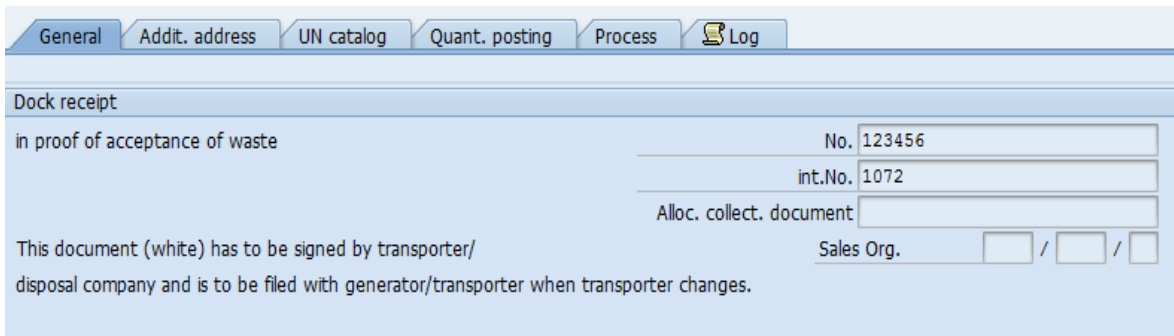 General Addit. address UN catalog Quant. posting Process Log
Dock receipt
in proof of acceptance of waste No. 123456
int.No. 1072
Alloc. collect. document
This document (white) has to be signed by transporter/ Sales Org. / /
disposal company and is to be filed with generator/transporter when transporter changes.